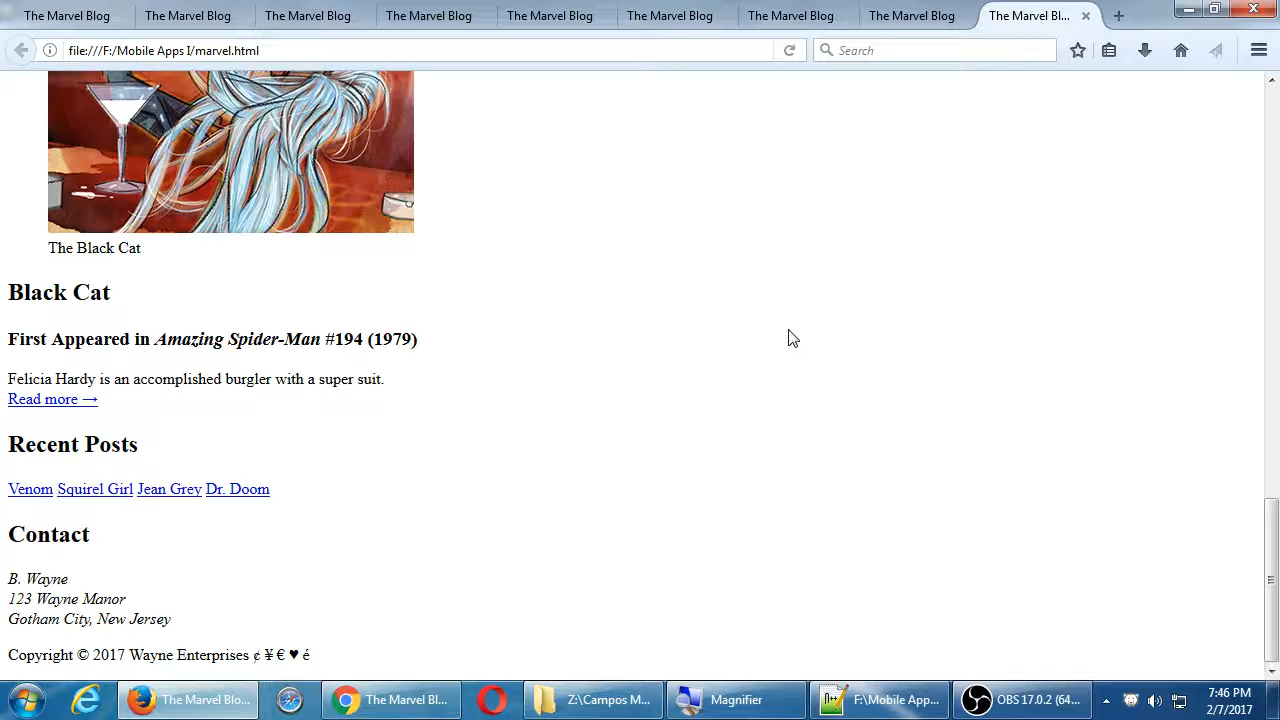 The Marvel Blog The Marvel Blog The Marvel Blog The Marvel Blog The Marvel Blog The Marvel Blog The Marvel Blog The Marvel Blog The Marvel Bl...
file:///F:/Mobile Apps I/marvel.html Search
The Black Cat
Black Cat
First Appeared in Amazing Spider-Man #194 (1979)
Felicia Hardy is an accomplished burgler with a super suit.
Read more →
Recent Posts
Venom Squirel Girl Jean Grey Dr. Doom
Contact
B. Wayne
123 Wayne Manor
Gotham City, New Jersey
Copyright © 2017 Wayne Enterprises ¢ ¥ € ♥ é
The Marvel Blo... The Marvel Bl... Z:\Campos M... Magnifier F:\Mobile App... OBS 17.0.2 (64... 7:46 PM
2/7/2017